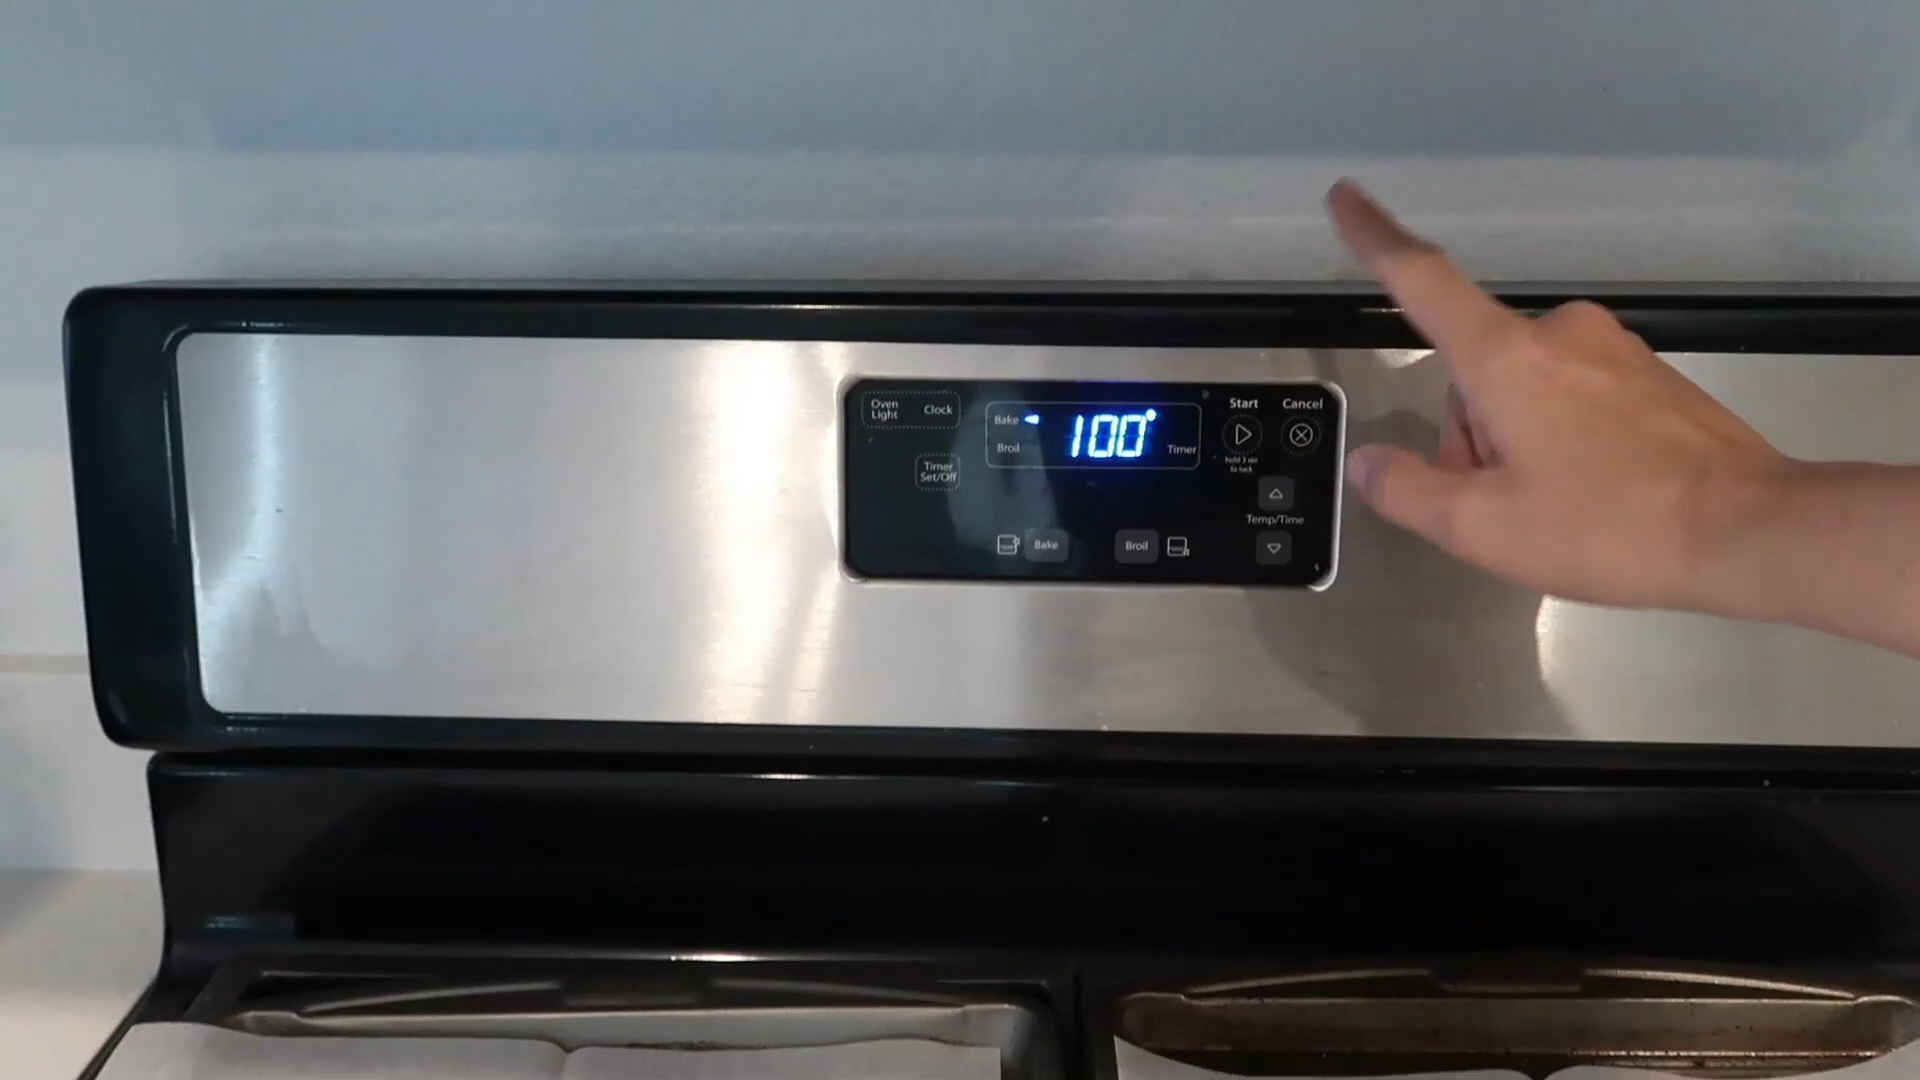 Oven
Light
Clock
Timer
Set/Off
Bake
Broil
100°
Timer
Start
Cancel
hold 3 sec
to lock
Temp/Time
Bake
Broil